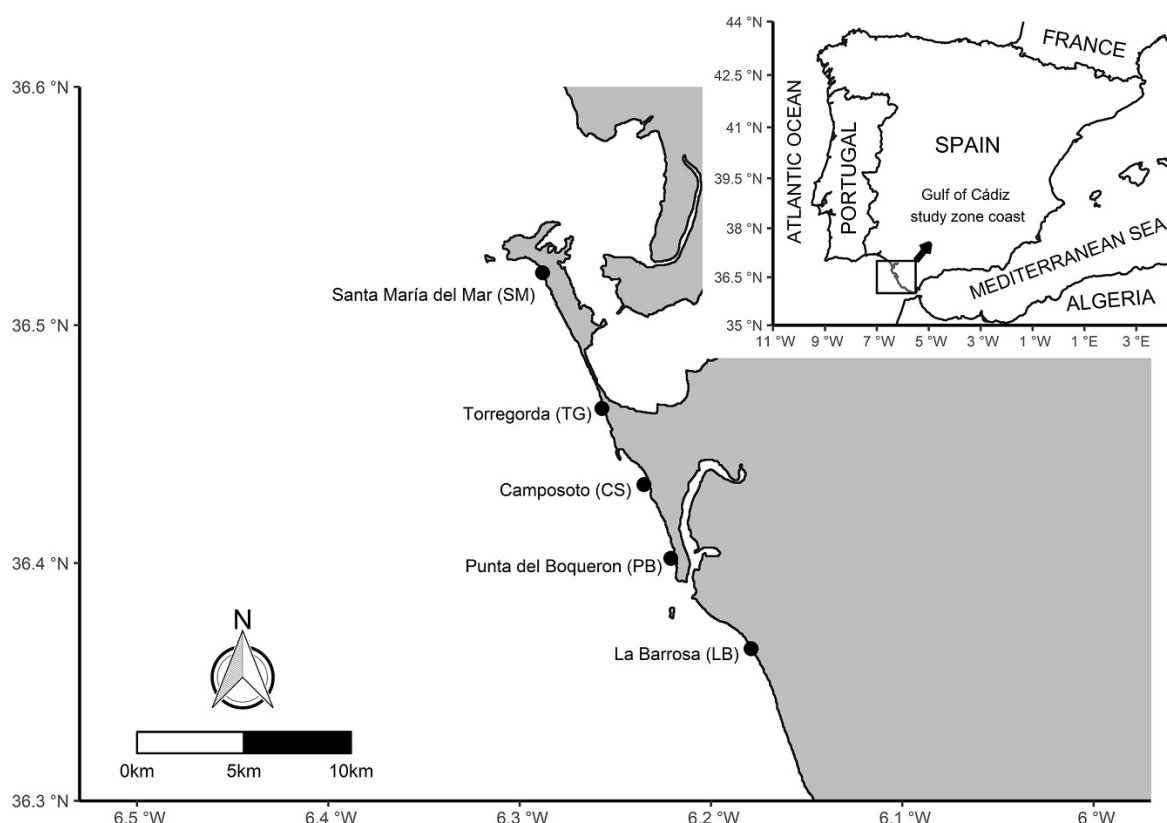 36.6 °N
36.5 °N
36.4 °N
36.3 °N
6.5 °W
6.4 °W
6.3 °W
6.2 °W
6.1 °W
6 °W
Santa María del Mar (SM)
Torregorda (TG)
Camposoto (CS)
Punta del Boqueron (PB)
La Barrosa (LB)
N
0km
5km
10km
44 °N
42.5 °N
41 °N
39.5 °N
38 °N
36.5 °N
35 °N
11 °W
9 °W
7 °W
5 °W
3 °W
1 °W
1 °E
3 °E
ATLANTIC OCEAN
PORTUGAL
SPAIN
FRANCE
Gulf of Cádiz
study zone coast
MEDITERRANEAN SEA
ALGERIA